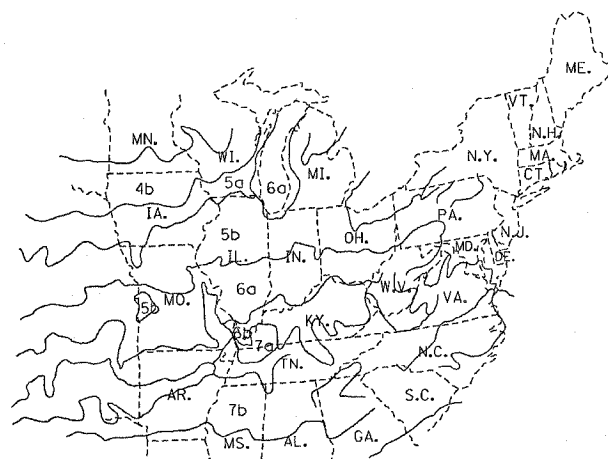 ME.
VT.
N.H.
MN.
WI.
N.Y.
MA.
4b
5a
6a
MI.
CT.
IA.
PA.
5b
OH.
N.J.
IL.
IN.
MD.
DE.
6a
W.V.
5b
MO.
VA.
KY.
6b
7a
N.C.
TN.
AR.
S.C.
7b
MS.
AL.
GA.